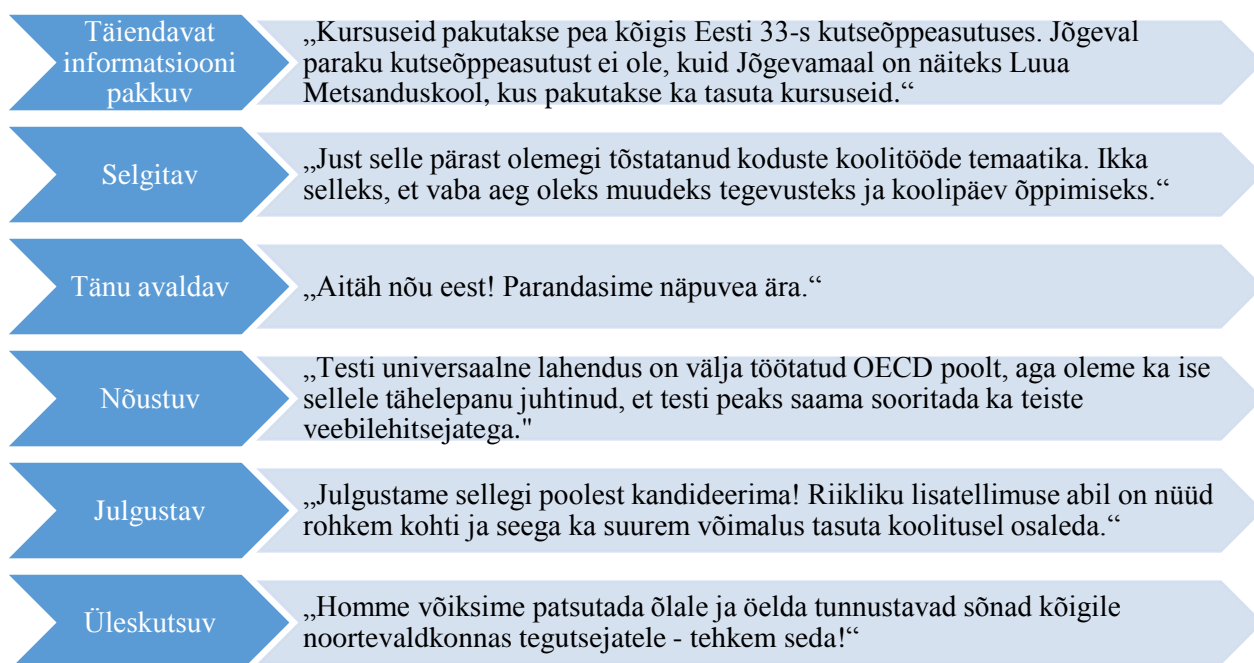 Täiendavat
informatsiooni
pakkuv
„Kursuseid pakutakse pea kõigis Eesti 33-s kutseõppeasutuses. Jõgeval
paraku kutseõppeasutust ei ole, kuid Jõgevamaal on näiteks Luua
Metsanduskool, kus pakutakse ka tasuta kursuseid.“
Selgitav
„Just selle pärast olemegi tõstatanud koduste koolitööde temaatika. Ikka
selleks, et vaba aeg oleks muudeks tegevusteks ja koolipäev õppimiseks.“
Tänu avaldav
„Aitäh nõu eest! Parandasime näpuvea ära.“
Nõustuv
„Testi universaalne lahendus on välja töötatud OECD poolt, aga oleme ka ise
sellele tähelepanu juhtinud, et testi peaks saama sooritada ka teiste
veebilehitsejatega."
Julgustav
„Julgustame sellegi poolest kandideerima! Riikliku lisatellimuse abil on nüüd
rohkem kohti ja seega ka suurem võimalus tasuta koolitusel osaleda.“
Üleskutsuv
„Homme võiksime patsutada õlale ja öelda tunnustavad sõnad kõigile
noortevaldkonnas tegutsejatele - tehkem seda!“